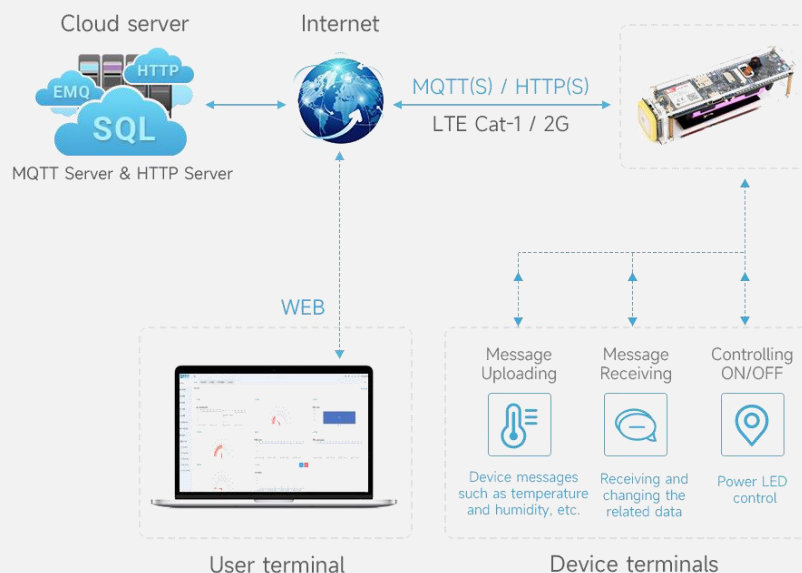 Cloud server
Internet
HTTP
EMQ
SQL
MQTT(S) / HTTP(S)
LTE Cat-1 / 2G
MQTT Server & HTTP Server
WEB
Message
Uploading
Message
Receiving
Controlling
ON/OFF
Device messages
such as temperature
and humidity, etc.
Receiving and
changing the
related data
Power LED
control
User terminal
Device terminals